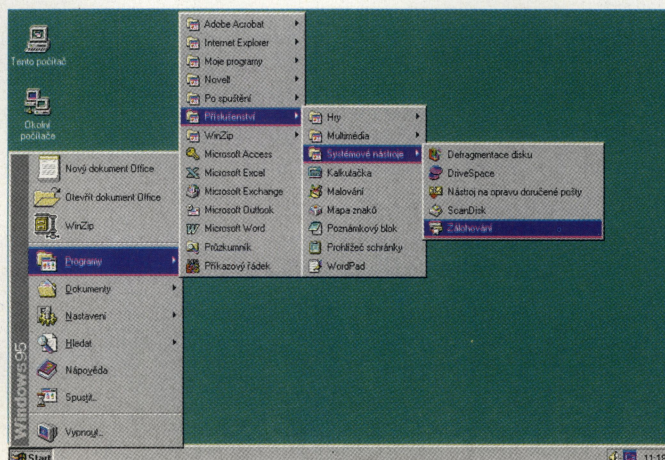 Tento počítač
Okolní
počítače
Nový dokument Office
Otevřít dokument Office
WinZip
Programy
Dokumenty
Nastavení
Hledat
Nápověda
Spustit...
Vypnout...
Windows95
Start
Adobe Acrobat
Internet Explorer
Moje programy
Novell
Po spuštění
Příslušenství
WinZip
Microsoft Access
Microsoft Excel
Microsoft Exchange
Microsoft Outlook
Microsoft Word
Průzkumník
Příkazový řádek
Hry
Multimédia
Systémové nástroje
Kalkulačka
Malování
Mapa znaků
Poznámkový blok
Prohlížeč schránky
WordPad
Defragmentace disku
DriveSpace
Nástroj na opravu doručené pošty
ScanDisk
Zálohování